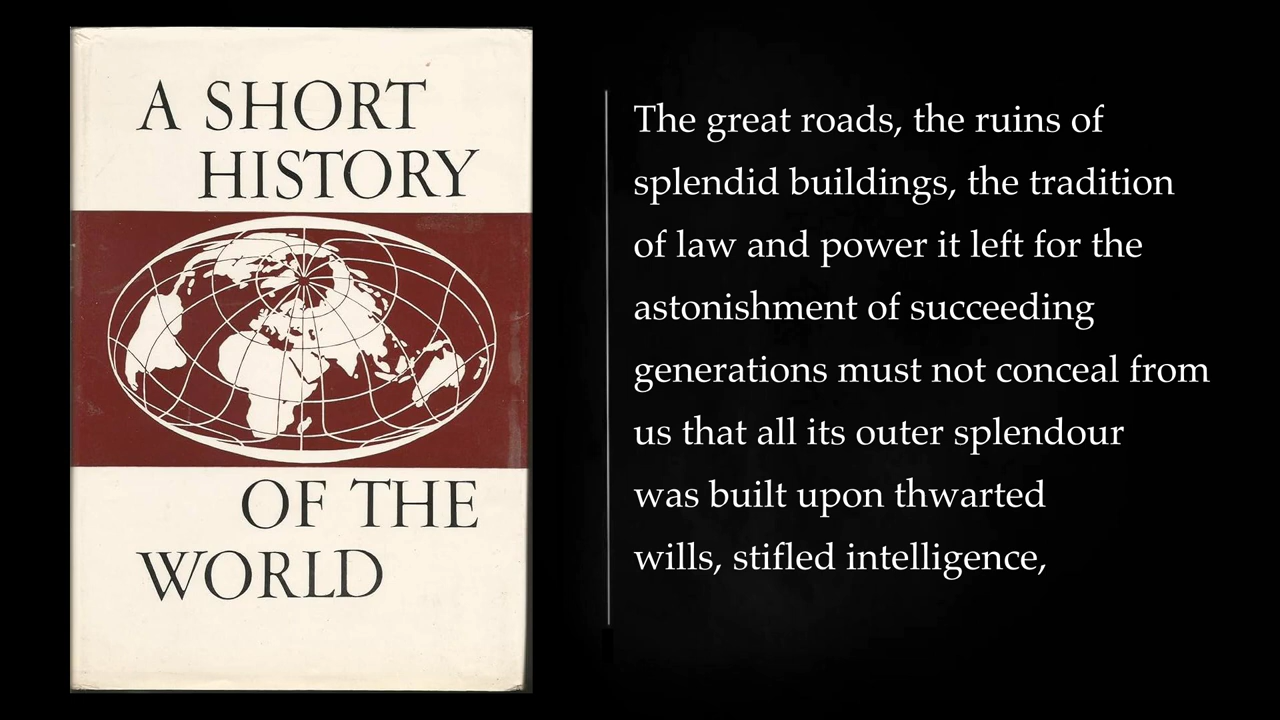 A SHORT
HISTORY
OF THE
WORLD
The great roads, the ruins of
splendid buildings, the tradition
of law and power it left for the
astonishment of succeeding
generations must not conceal from
us that all its outer splendour
was built upon thwarted
wills, stifled intelligence,